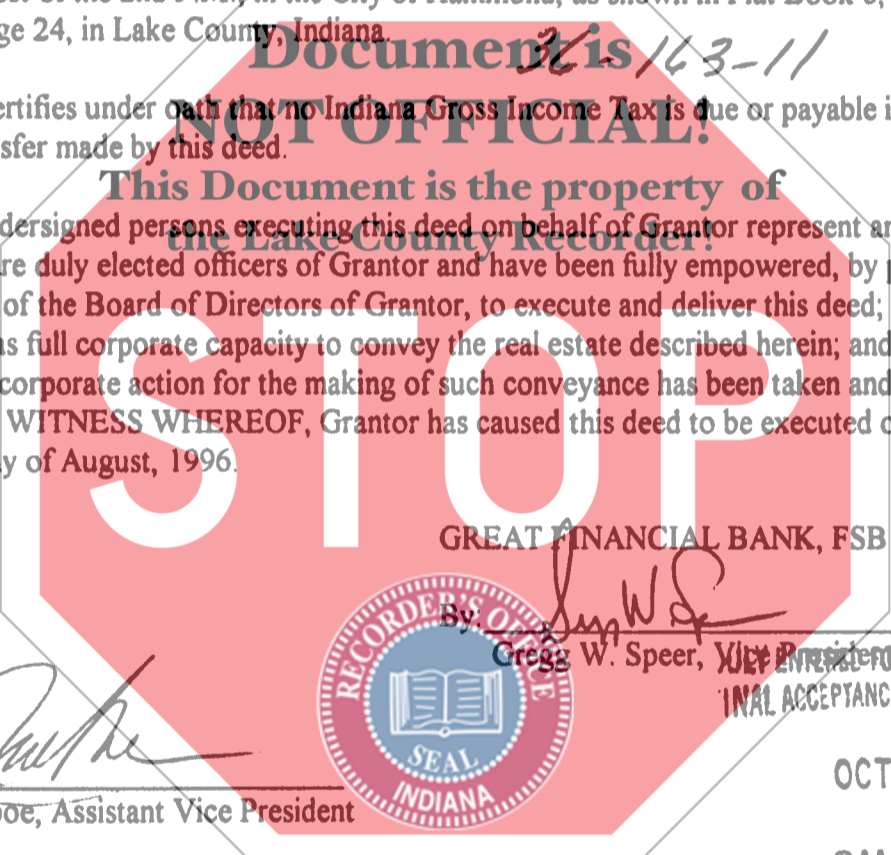 ge 24, in Lake County, Indiana.
Document is
36-163-11
ertifies under oath that no Indiana Gross Income Tax is due or payable i
NOT OFFICIAL!
sfer made by this deed.
This Document is the property of
dersigned persons executing this deed on behalf of Grantor represent an
the Lake County Recorder!
re duly elected officers of Grantor and have been fully empowered, by
of the Board of Directors of Grantor, to execute and deliver this deed;
s full corporate capacity to convey the real estate described herein; and
corporate action for the making of such conveyance has been taken and
WITNESS WHEREOF, Grantor has caused this deed to be executed
y of August, 1996.
STOP
GREAT FINANCIAL BANK, FSB
By:
Gregg W. Speer, Vice President
DULY ENTERED FO
INAL ACCEPTANC
RECORDER'S OFFICE
SEAL
INDIANA
OCT
oe, Assistant Vice President